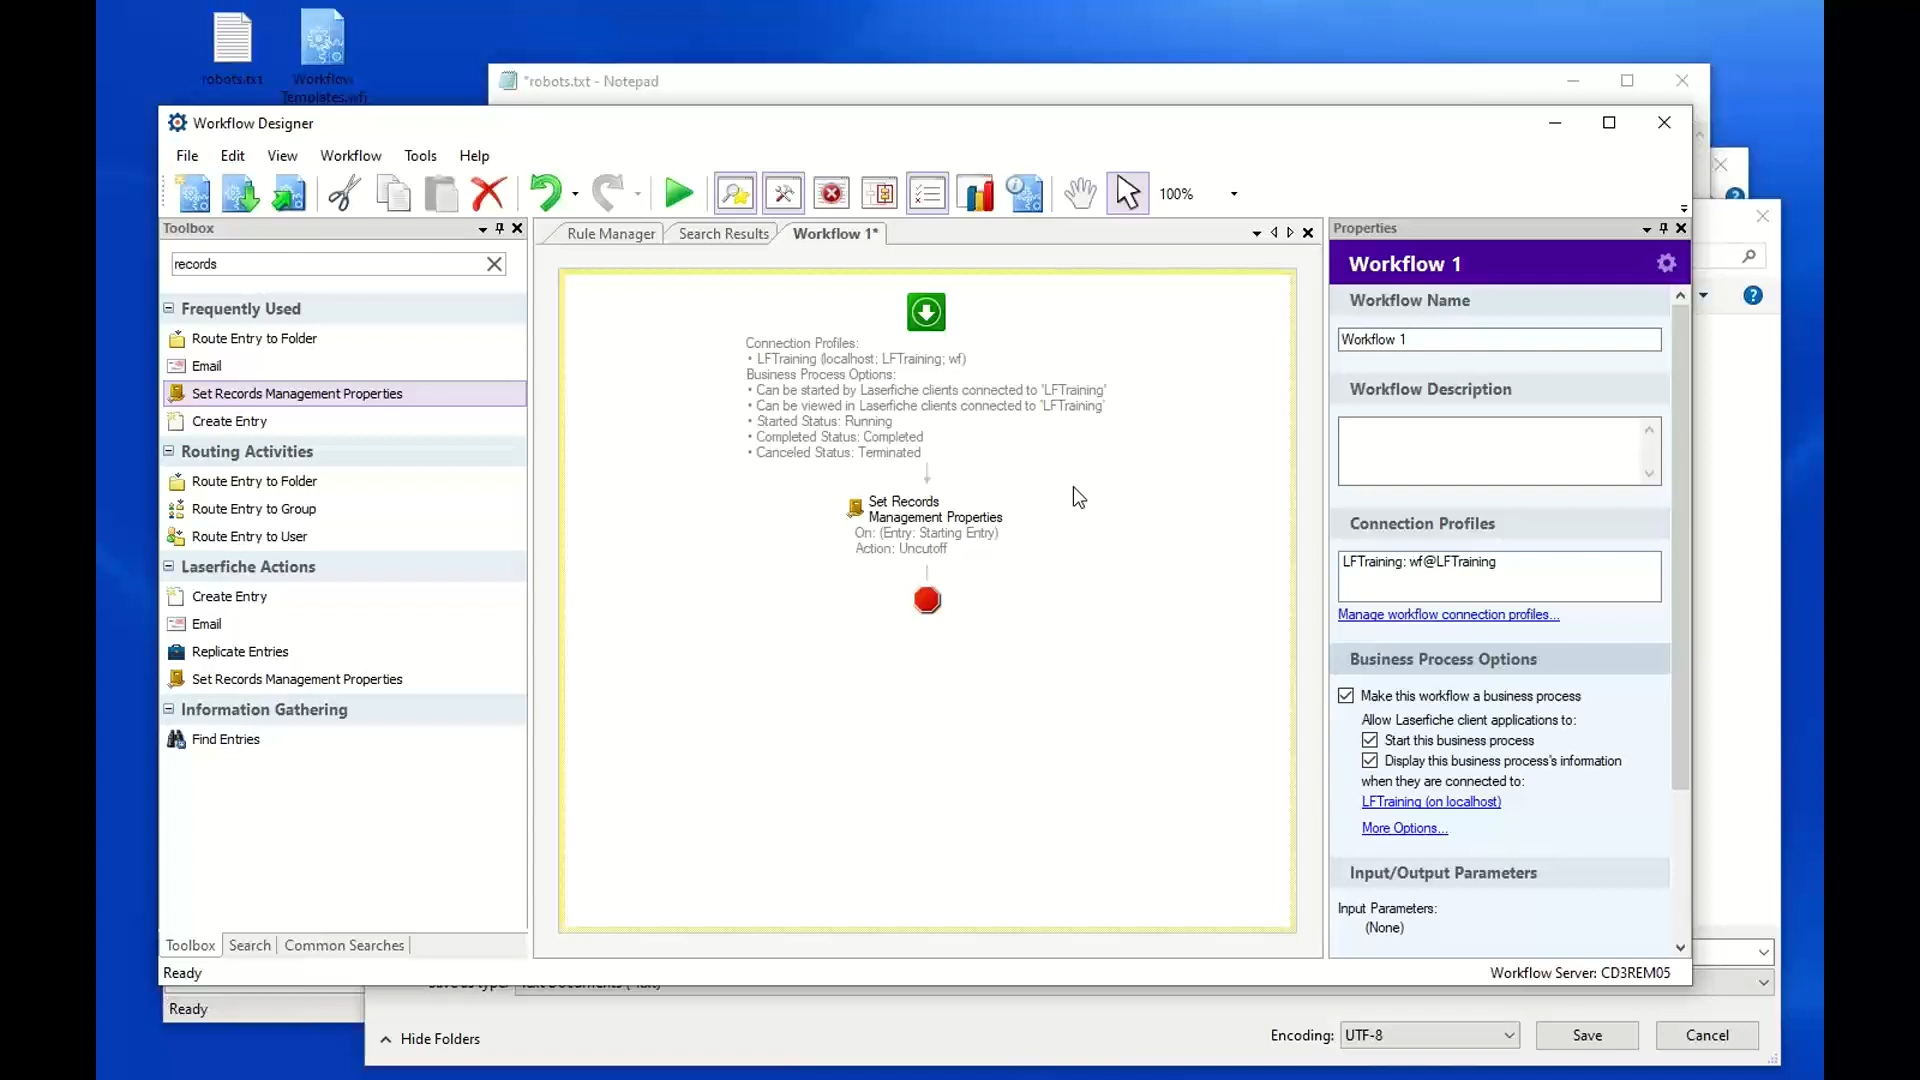 robots.txt
Workflow
Templates.wfi
*robots.txt - Notepad
Workflow Designer
File Edit View Workflow Tools Help
100%
Toolbox
records
Frequently Used
Route Entry to Folder
Email
Set Records Management Properties
Create Entry
Routing Activities
Route Entry to Folder
Route Entry to Group
Route Entry to User
Laserfiche Actions
Create Entry
Email
Replicate Entries
Set Records Management Properties
Information Gathering
Find Entries
Toolbox Search Common Searches
Ready
Ready
Rule Manager Search Results Workflow 1*
Connection Profiles:
• LFTraining (localhost; LFTraining; wf)
Business Process Options:
• Can be started by Laserfiche clients connected to 'LFTraining'
• Can be viewed in Laserfiche clients connected to 'LFTraining'
• Started Status: Running
• Completed Status: Completed
• Canceled Status: Terminated
Set Records
Management Properties
On: (Entry: Starting Entry)
Action: Uncutoff
Properties
Workflow 1
Workflow Name
Workflow 1
Workflow Description
Connection Profiles
LFTraining: wf@LFTraining
Manage workflow connection profiles...
Business Process Options
Make this workflow a business process
Allow Laserfiche client applications to:
Start this business process
Display this business process's information
when they are connected to:
LFTraining (on localhost)
More Options...
Input/Output Parameters
Input Parameters:
(None)
Workflow Server: CD3REM05
Hide Folders
Encoding: UTF-8 Save Cancel